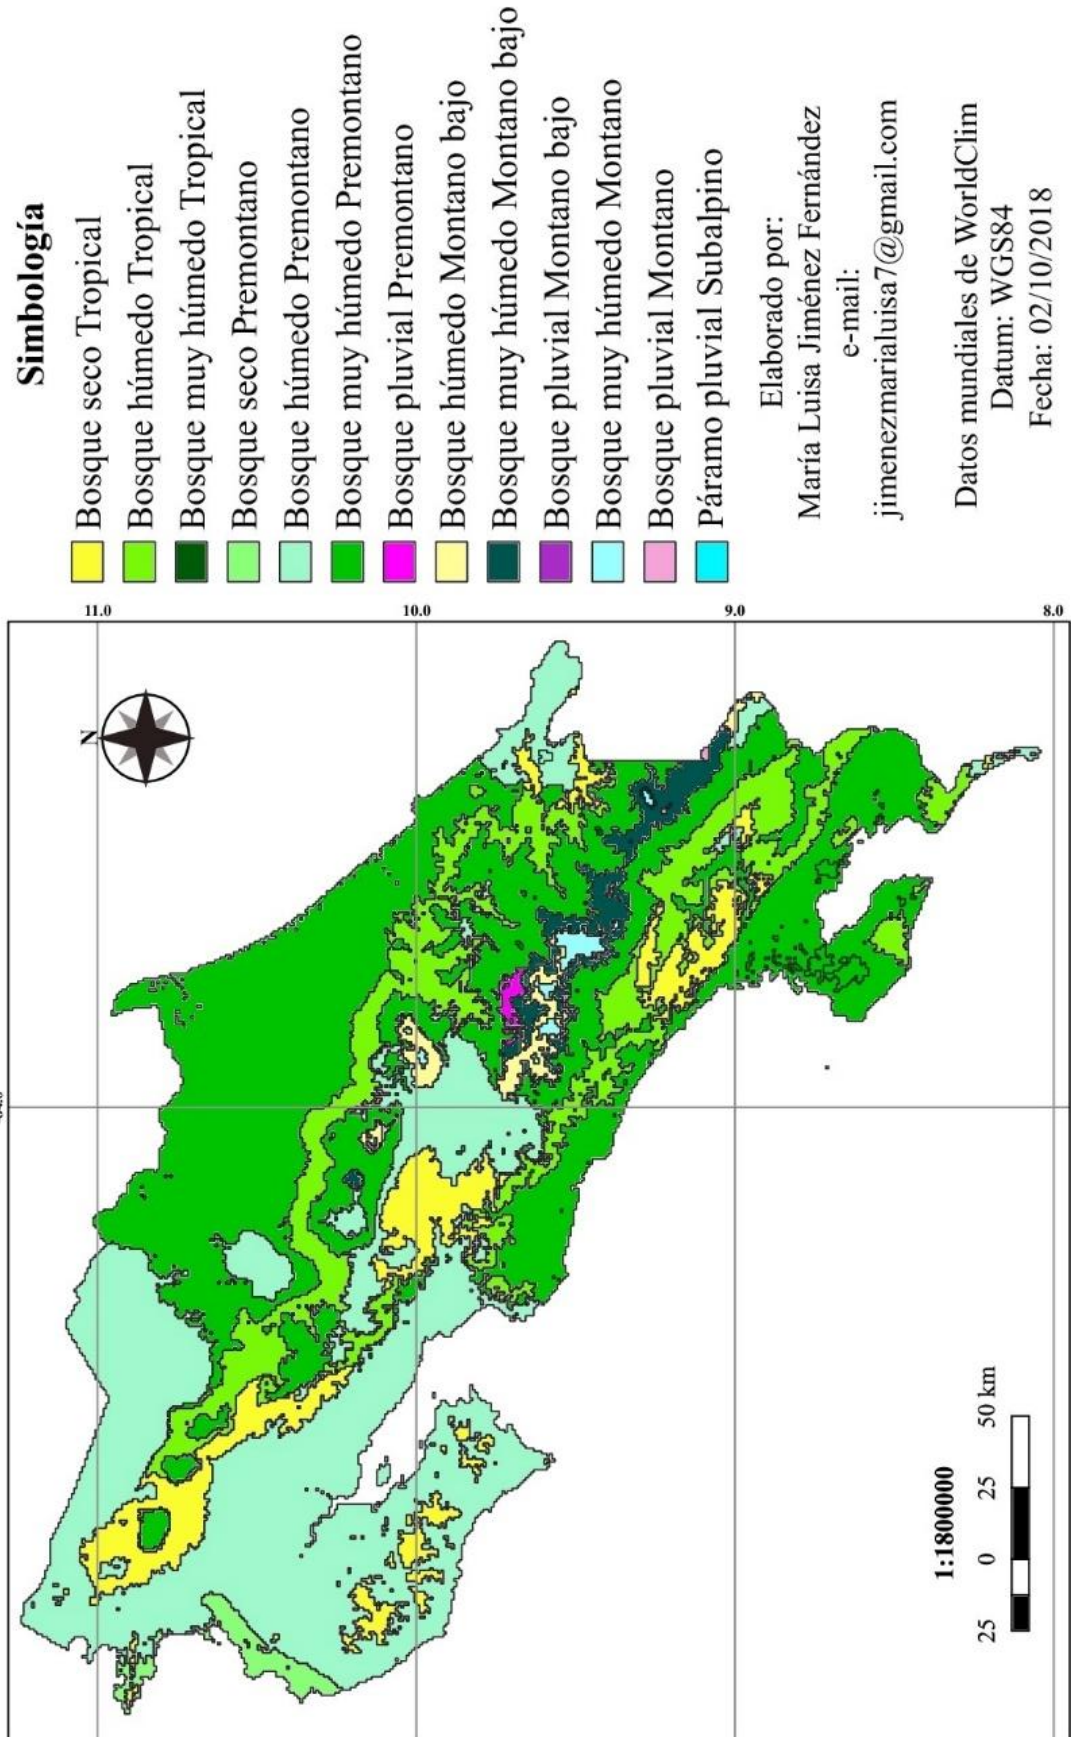 Simbología
Bosque seco Tropical
Bosque húmedo Tropical
Bosque muy húmedo Tropical
Bosque seco Premontano
Bosque húmedo Premontano
Bosque muy húmedo Premontano
Bosque pluvial Premontano
Bosque húmedo Montano bajo
Bosque muy húmedo Montano bajo
Bosque pluvial Montano bajo
Bosque muy húmedo Montano
Bosque pluvial Montano
Páramo pluvial Subalpino
Elaborado por:
María Luisa Jiménez Fernández
e-mail:
jimenezmarialuisa7@gmail.com
Datos mundiales de WorldClim
Datum: WGS84
Fecha: 02/10/2018
11.0
10.0
9.0
8.0
N
1:1800000
25 0 25 50 km